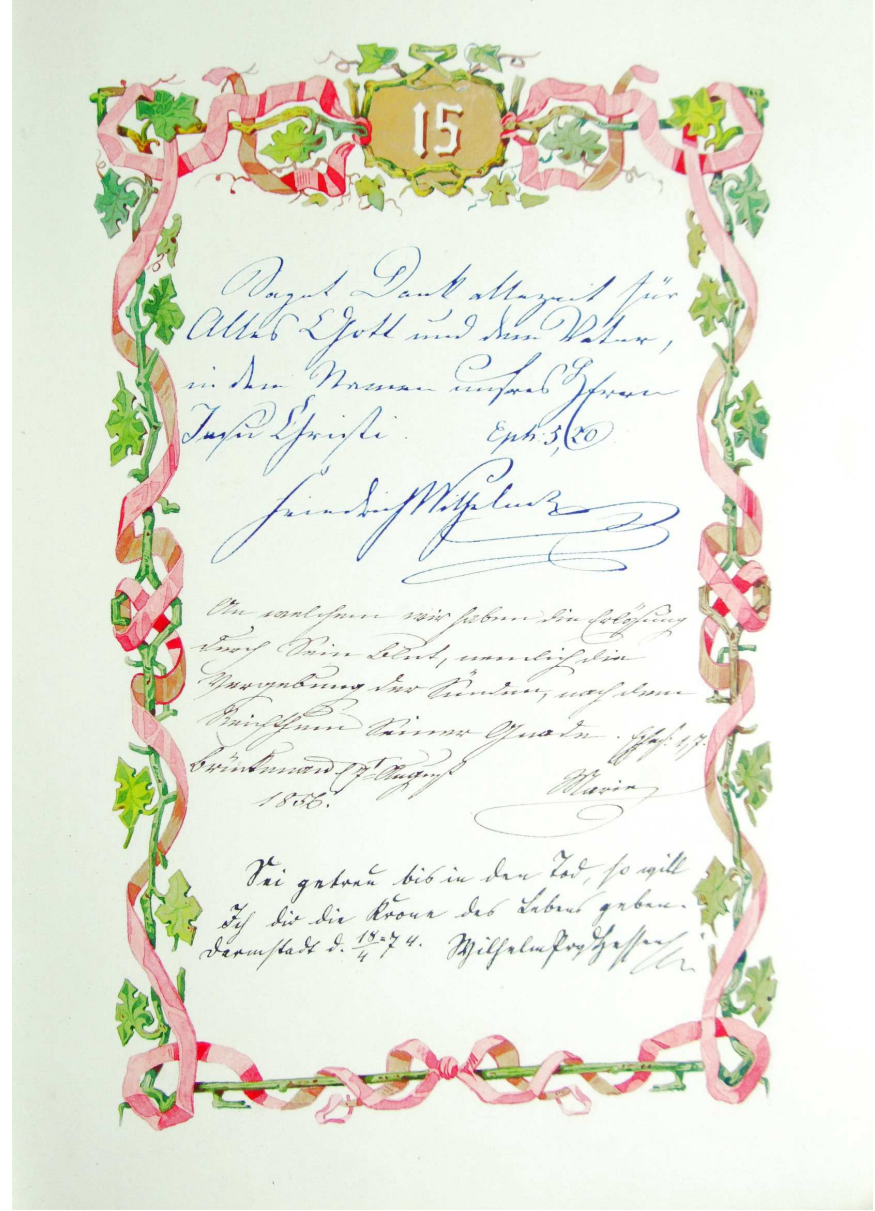 15
Saget Dank allezeit für
Alles Gott und dem Vater,
in dem Namen unsres HErrn
Jesu Christi. Eph: 5,20
Friedrich Wilhelm
An welchem wir haben die Erlösung
durch Sein Blut, nemlich die
Vergebung der Sünden, nach dem
Reichthum Seiner Gnade. Ephes: 1,7.
Brückenau August
1856. Marie
Sei getreu bis in den Tod, so will
Ich dir die Krone des Lebens geben.
Darmstadt d. 18/4 74. Wilhelm Prz Hessen